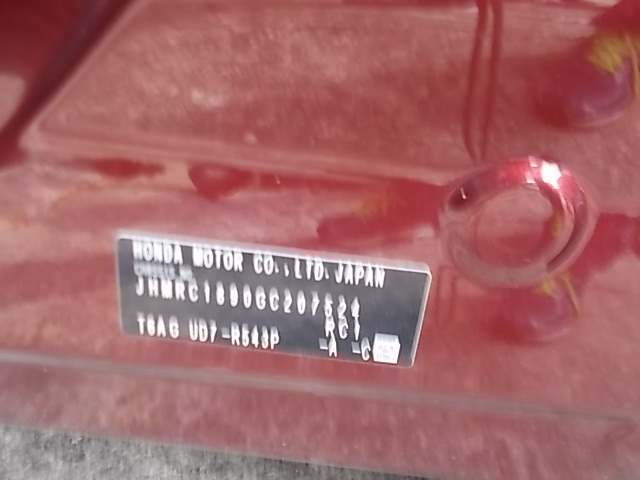 HONDA MOTOR CO., LTD. JAPAN
CHASSIS NO.
JHMRC1890GC207524
RC1
T6AG UD7-R543P -A -C